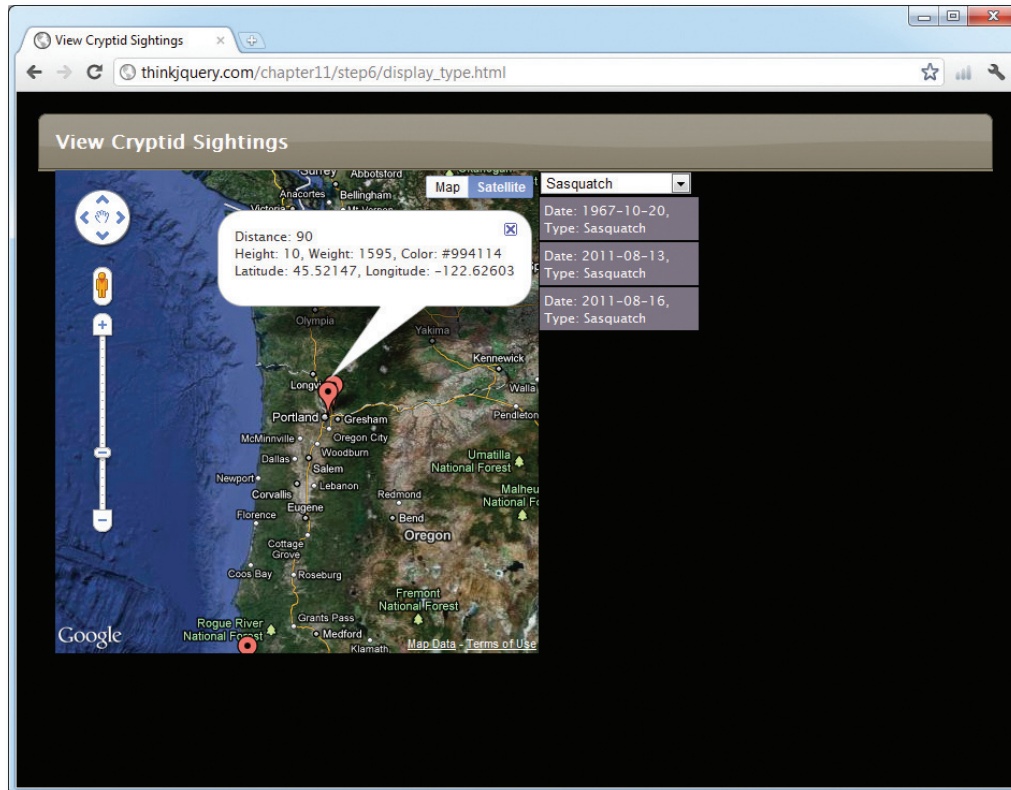 View Cryptid Sightings
thinkjquery.com/chapter11/step6/display_type.html
View Cryptid Sightings
Abbotsford
Anacortes
Bellingham
Map
Satellite
Sasquatch
Date: 1967-10-20,
Type: Sasquatch
Date: 2011-08-13,
Type: Sasquatch
Date: 2011-08-16,
Type: Sasquatch
Distance: 90
Height: 10, Weight: 1595, Color: #994114
Latitude: 45.52147, Longitude: -122.62603
Olympia
Yakima
Kennewick
Walla
Pendleton
Portland
Gresham
Oregon City
McMinnville
Woodburn
Dallas
Salem
Umatilla
National Forest
Newport
Lebanon
Corvallis
Redmond
Malheu
National Fo
Eugene
Florence
Bend
Oregon
Cottage
Grove
Coos Bay
Roseburg
Fremont
National Forest
Rogue River
National Forest
Grants Pass
Medford
Klamath
Google
Map Data - Terms of Use